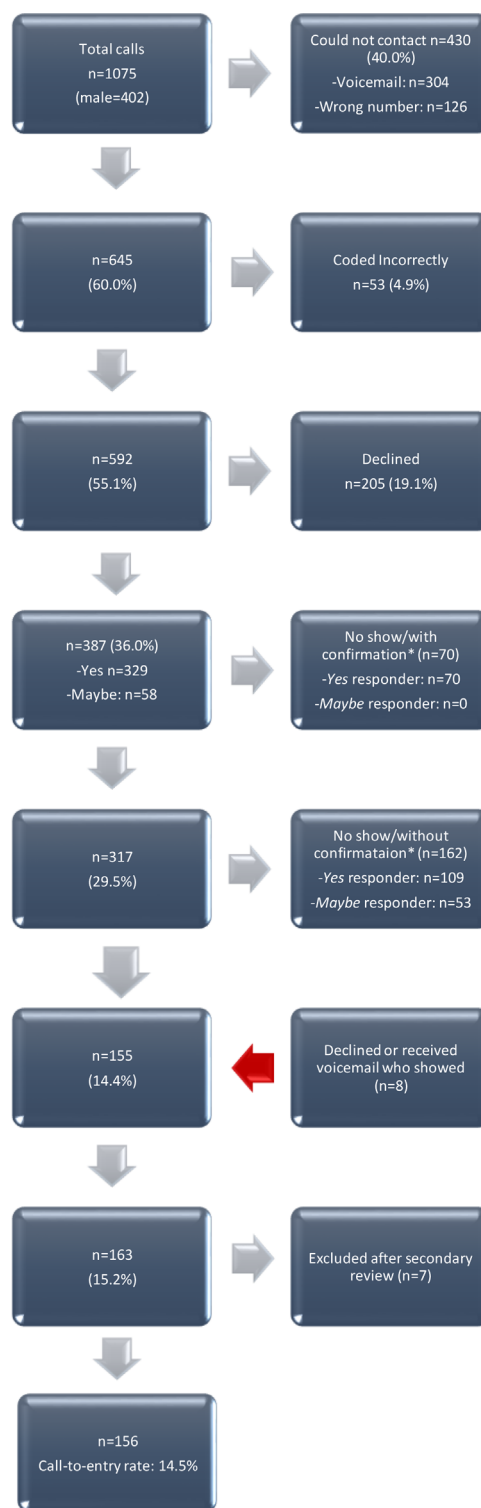 Total calls
n=1075
(male=402)
Could not contact n=430
(40.0%)
-Voicemail: n=304
-Wrong number: n=126
n=645
(60.0%)
Coded Incorrectly
n=53 (4.9%)
n=592
(55.1%)
Declined
n=205 (19.1%)
n=387 (36.0%)
-Yes n=329
-Maybe: n=58
No show/with
confirmation* (n=70)
-Yes responder: n=70
-Maybe responder: n=0
n=317
(29.5%)
No show/without
confirmataion* (n=162)
-Yes responder: n=109
-Maybe responder: n=53
n=155
(14.4%)
Declined or received
voicemail who showed
(n=8)
n=163
(15.2%)
Excluded after secondary
review (n=7)
n=156
Call-to-entry rate: 14.5%